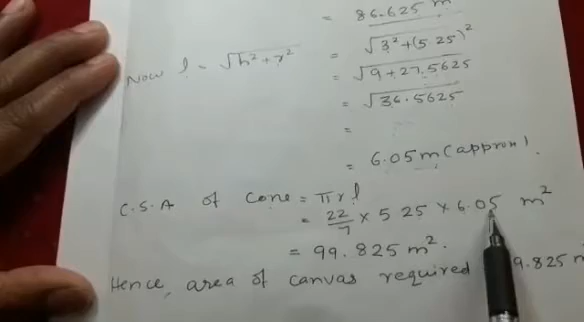 = 86.625 m
Now l = √h²+r² = √3²+(5.25)²
= √9+27.5625
= √36.5625
=
= 6.05m (approx).
C.S.A of cone = πrl
= 22/7 × 5.25 × 6.05 m²
= 99.825 m².
Hence, area of canvas required 9.825 m